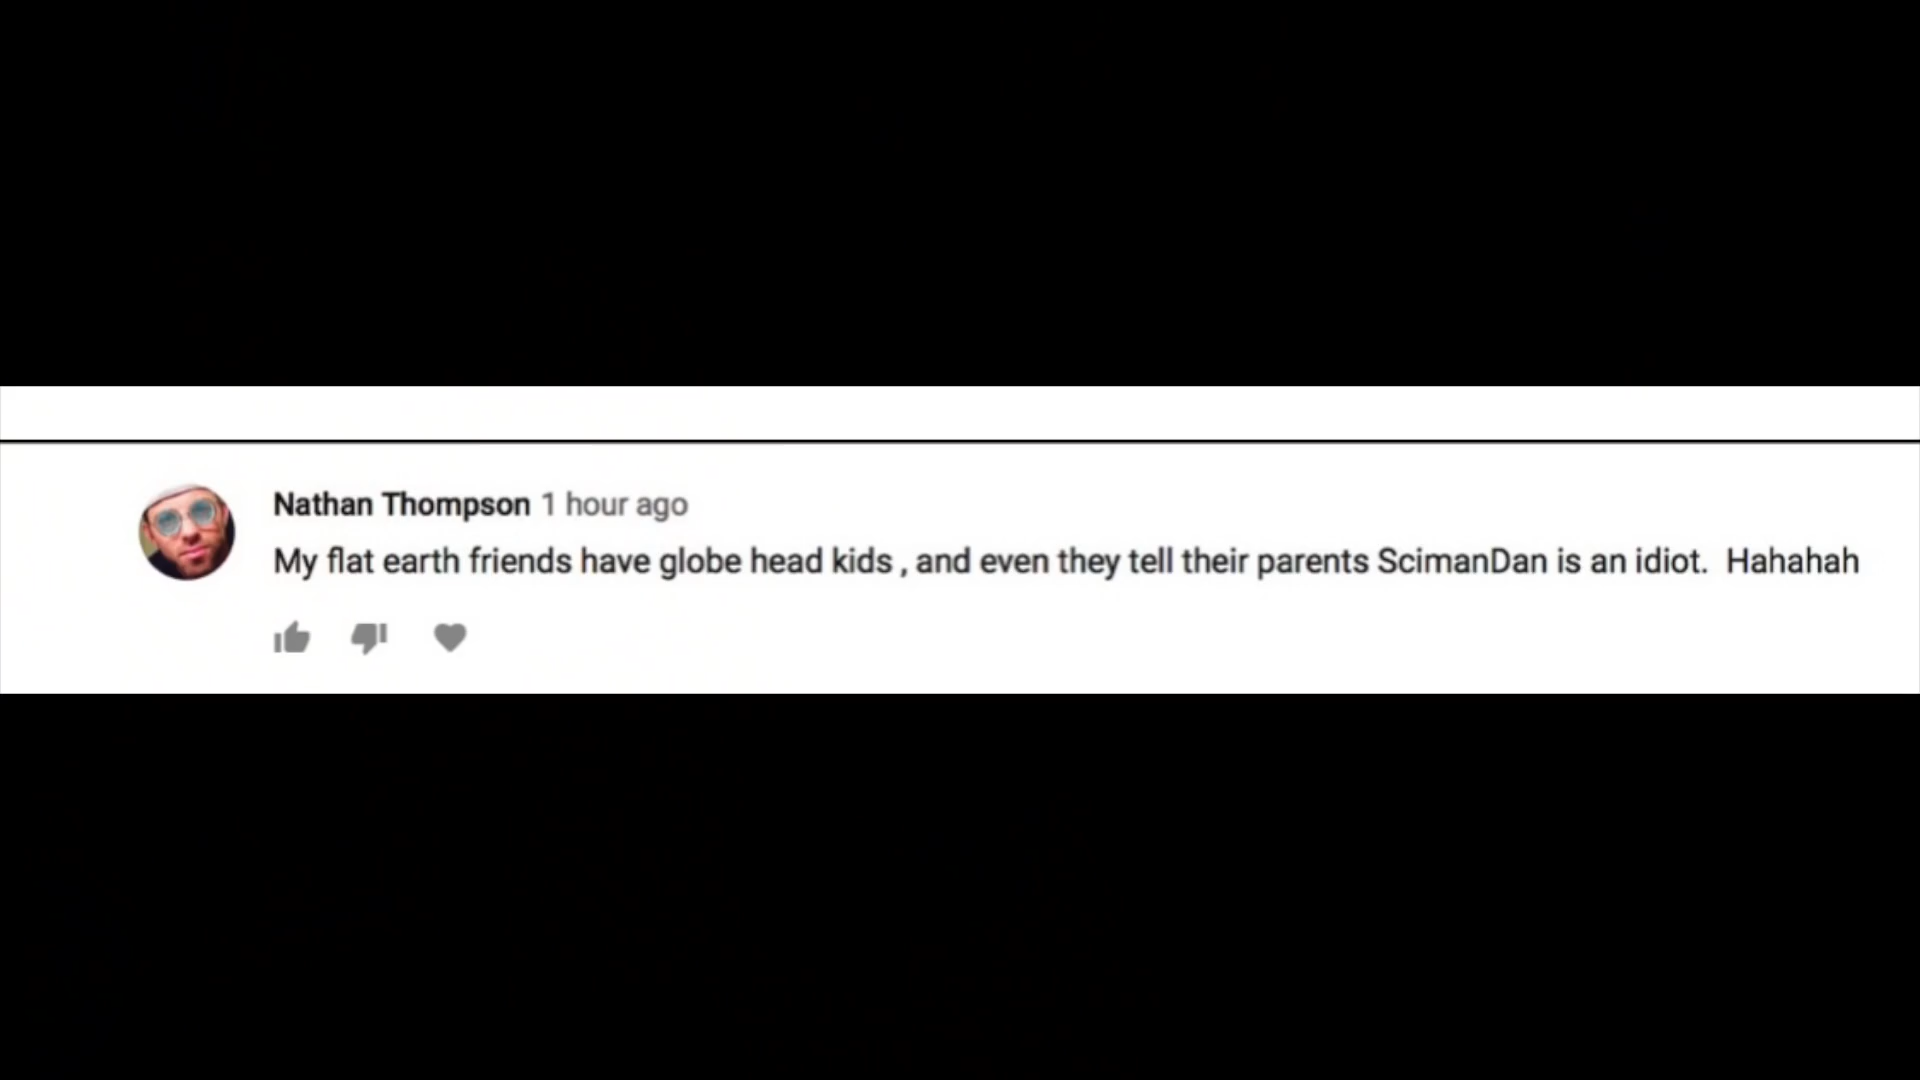 Nathan Thompson 1 hour ago
My flat earth friends have globe head kids , and even they tell their parents ScimanDan is an idiot.  Hahahah